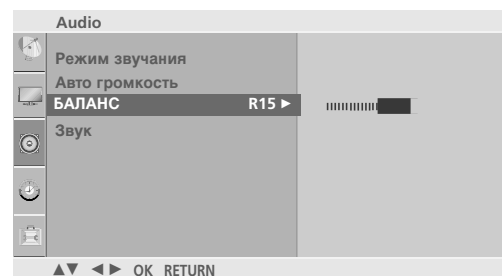 Audio
Режим звучания
Авто громкость
БАЛАНС R15 ►
Звук
▲▼ ◄► OK RETURN